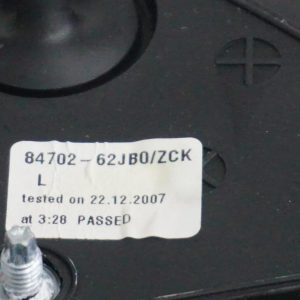 84702-62JB0/ZCK
L
tested on 22.12.2007
at 3:28 PASSED